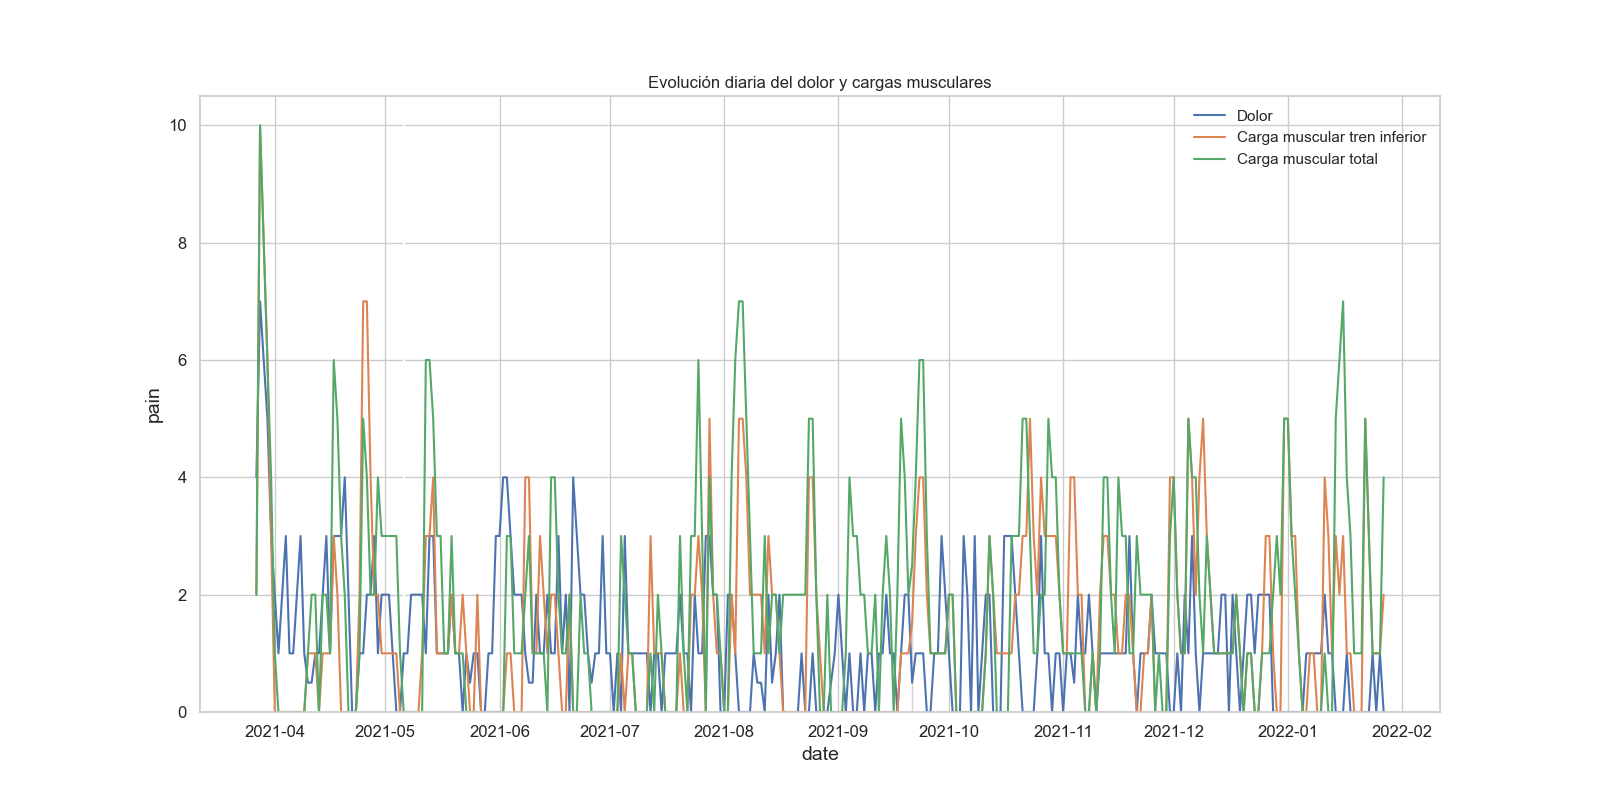 Evolución diaria del dolor y cargas musculares
Dolor
Carga muscular tren inferior
Carga muscular total
pain
10
8
6
4
2
0
2021-04 2021-05 2021-06 2021-07 2021-08 2021-09 2021-10 2021-11 2021-12 2022-01 2022-02
date